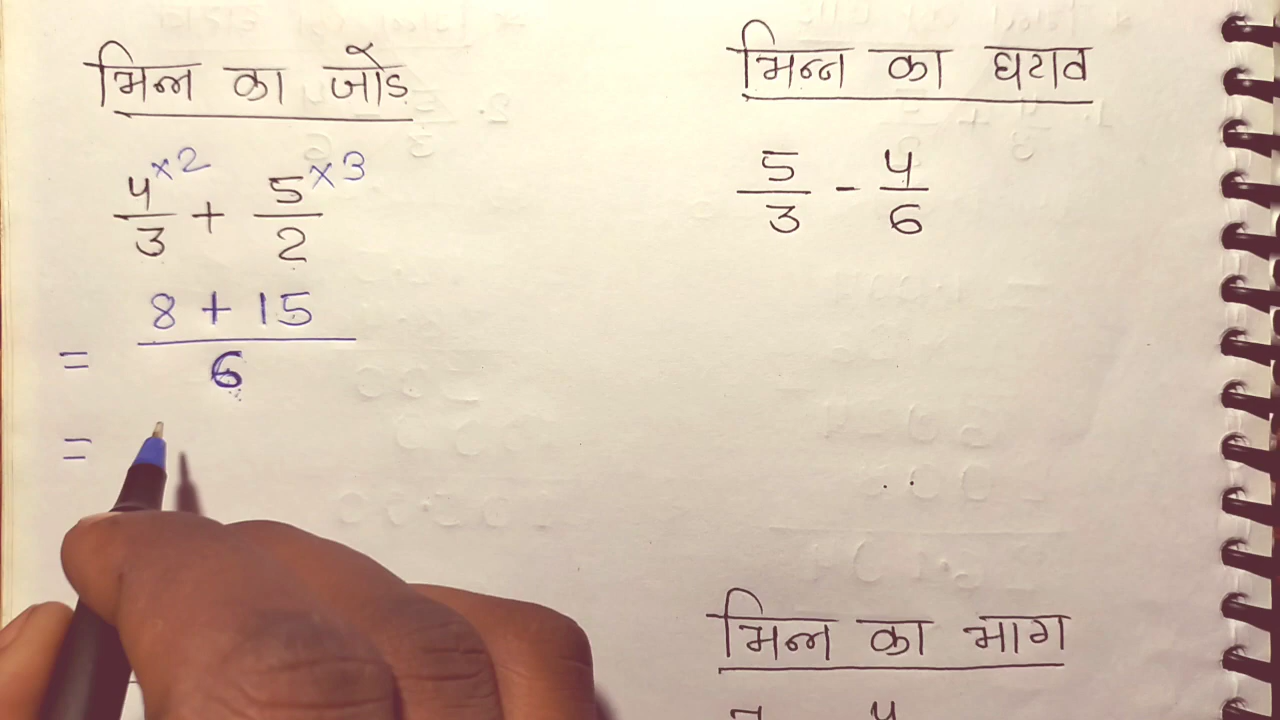 भिन्न का जोड
4×2/3 + 5×3/2
= 8 + 15/6
=
भिन्न का घटाव
5/3 - 4/6
भिन्न का भाग